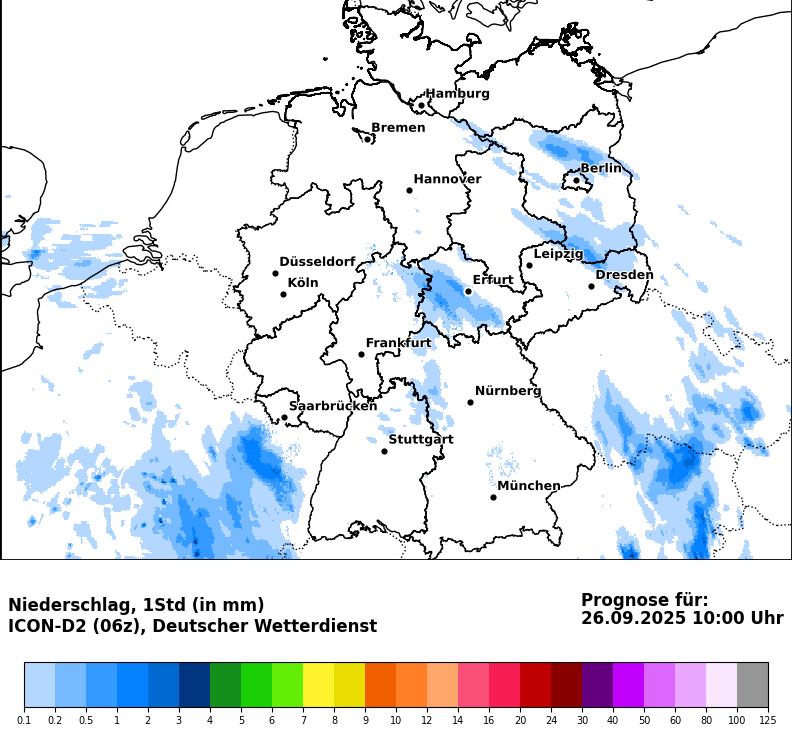 Hamburg
Bremen
Berlin
Hannover
Leipzig
Düsseldorf
Dresden
Erfurt
Köln
Frankfurt
Nürnberg
Saarbrücken
Stuttgart
München
Niederschlag, 1Std (in mm)
ICON-D2 (06z), Deutscher Wetterdienst
Prognose für:
26.09.2025 10:00 Uhr
0.1 0.2 0.5 1 2 3 4 5 6 7 8 9 10 12 14 16 20 24 30 40 50 60 80 100 125